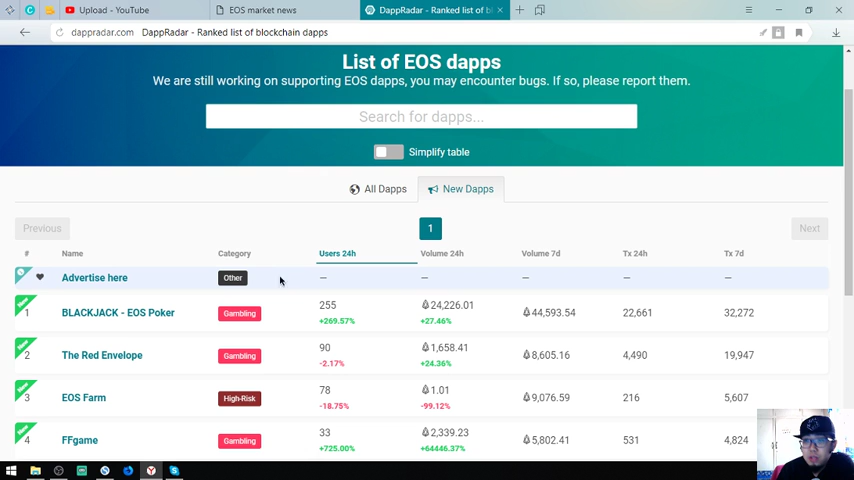 Upload - YouTube
EOS market news
DappRadar - Ranked list of bl
dappradar.com DappRadar - Ranked list of blockchain dapps
List of EOS dapps
We are still working on supporting EOS dapps, you may encounter bugs. If so, please report them.
Search for dapps...
Simplify table
All Dapps
New Dapps
Previous
1
Next
# Name Category Users 24h Volume 24h Volume 7d Tx 24h Tx 7d
Advertise here Other — — — — —
1 BLACKJACK - EOS Poker Gambling 255 24,226.01 44,593.54 22,661 32,272
+269.57% +27.46%
2 The Red Envelope Gambling 90 1,658.41 8,605.16 4,490 19,947
-2.17% +24.36%
3 EOS Farm High-Risk 78 1.01 9,076.59 216 5,607
-18.75% -99.12%
4 FFgame Gambling 33 2,339.23 5,802.41 531 4,824
+725.00% +64446.37%